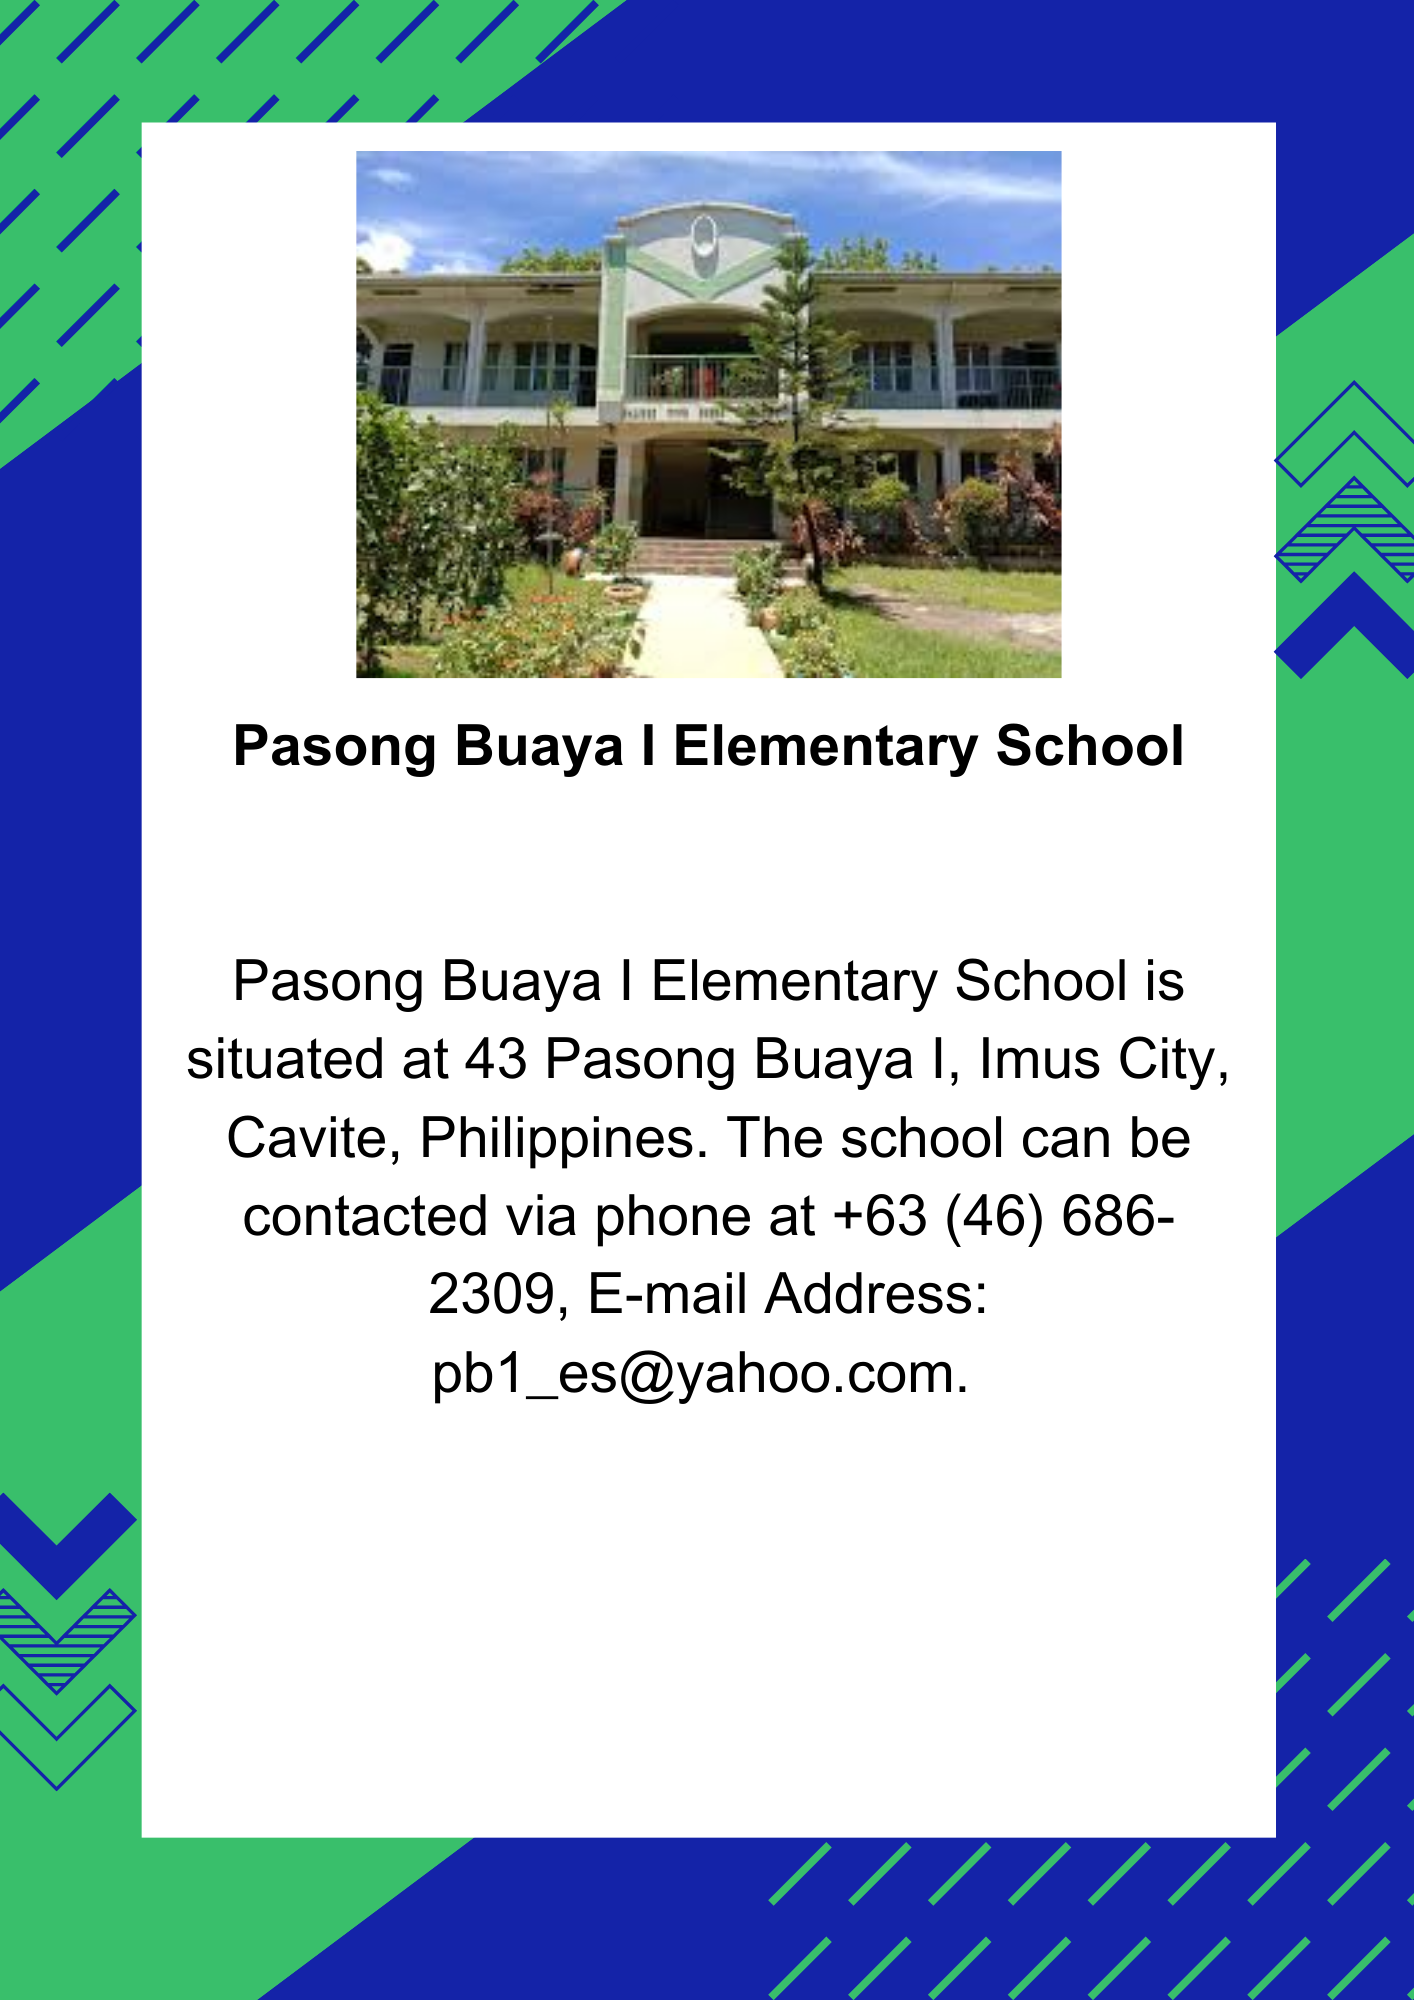 Pasong Buaya I Elementary School
Pasong Buaya I Elementary School is
situated at 43 Pasong Buaya I, Imus City,
Cavite, Philippines. The school can be
contacted via phone at +63 (46) 686-
2309, E-mail Address:
pb1_es@yahoo.com.